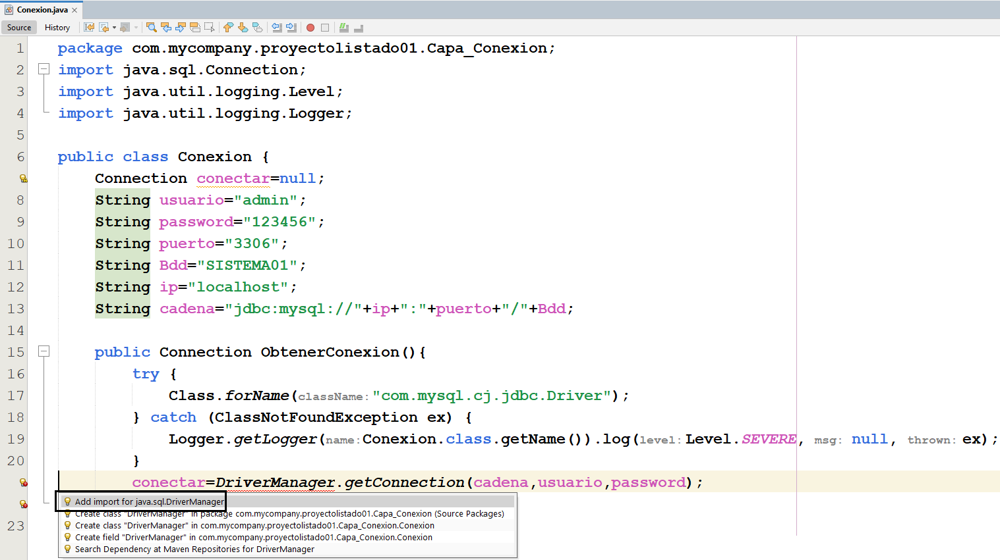 Conexion.java
Source History
1 package com.mycompany.proyectolistado01.Capa_Conexion;
2 import java.sql.Connection;
3 import java.util.logging.Level;
4 import java.util.logging.Logger;
5
6 public class Conexion {
Connection conectar=null;
8 String usuario="admin";
9 String password="123456";
10 String puerto="3306";
11 String Bdd="SISTEMA01";
12 String ip="localhost";
13 String cadena="jdbc:mysql://"+ip+":"+puerto+"/"+Bdd;
14
15 public Connection ObtenerConexion(){
16 try {
17 Class.forName(className:"com.mysql.cj.jdbc.Driver");
18 } catch (ClassNotFoundException ex) {
19 Logger.getLogger(name:Conexion.class.getName()).log(level:Level.SEVERE, msg: null, thrown: ex);
20 }
conectar=DriverManager.getConnection(cadena,usuario,password);
Add import for java.sql.DriverManager
Create class "DriverManager" in package com.mycompany.proyectolistado01.Capa_Conexion (Source Packages)
Create class "DriverManager" in com.mycompany.proyectolistado01.Capa_Conexion.Conexion
23
Create field "DriverManager" in com.mycompany.proyectolistado01.Capa_Conexion.Conexion
Search Dependency at Maven Repositories for DriverManager